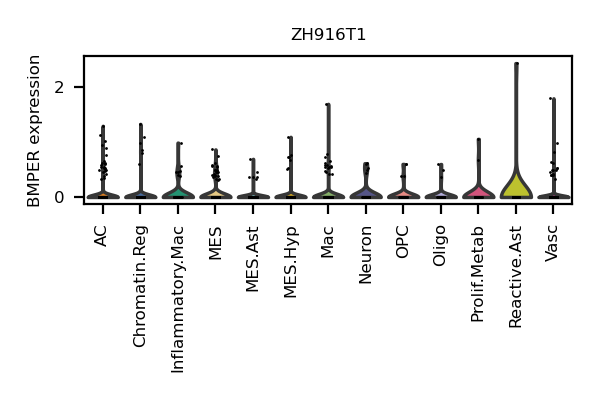 ZH916T1
BMPER expression
2
0
AC
Chromatin.Reg
Inflammatory.Mac
MES
MES.Ast
MES.Hyp
Mac
Neuron
OPC
Oligo
Prolif.Metab
Reactive.Ast
Vasc